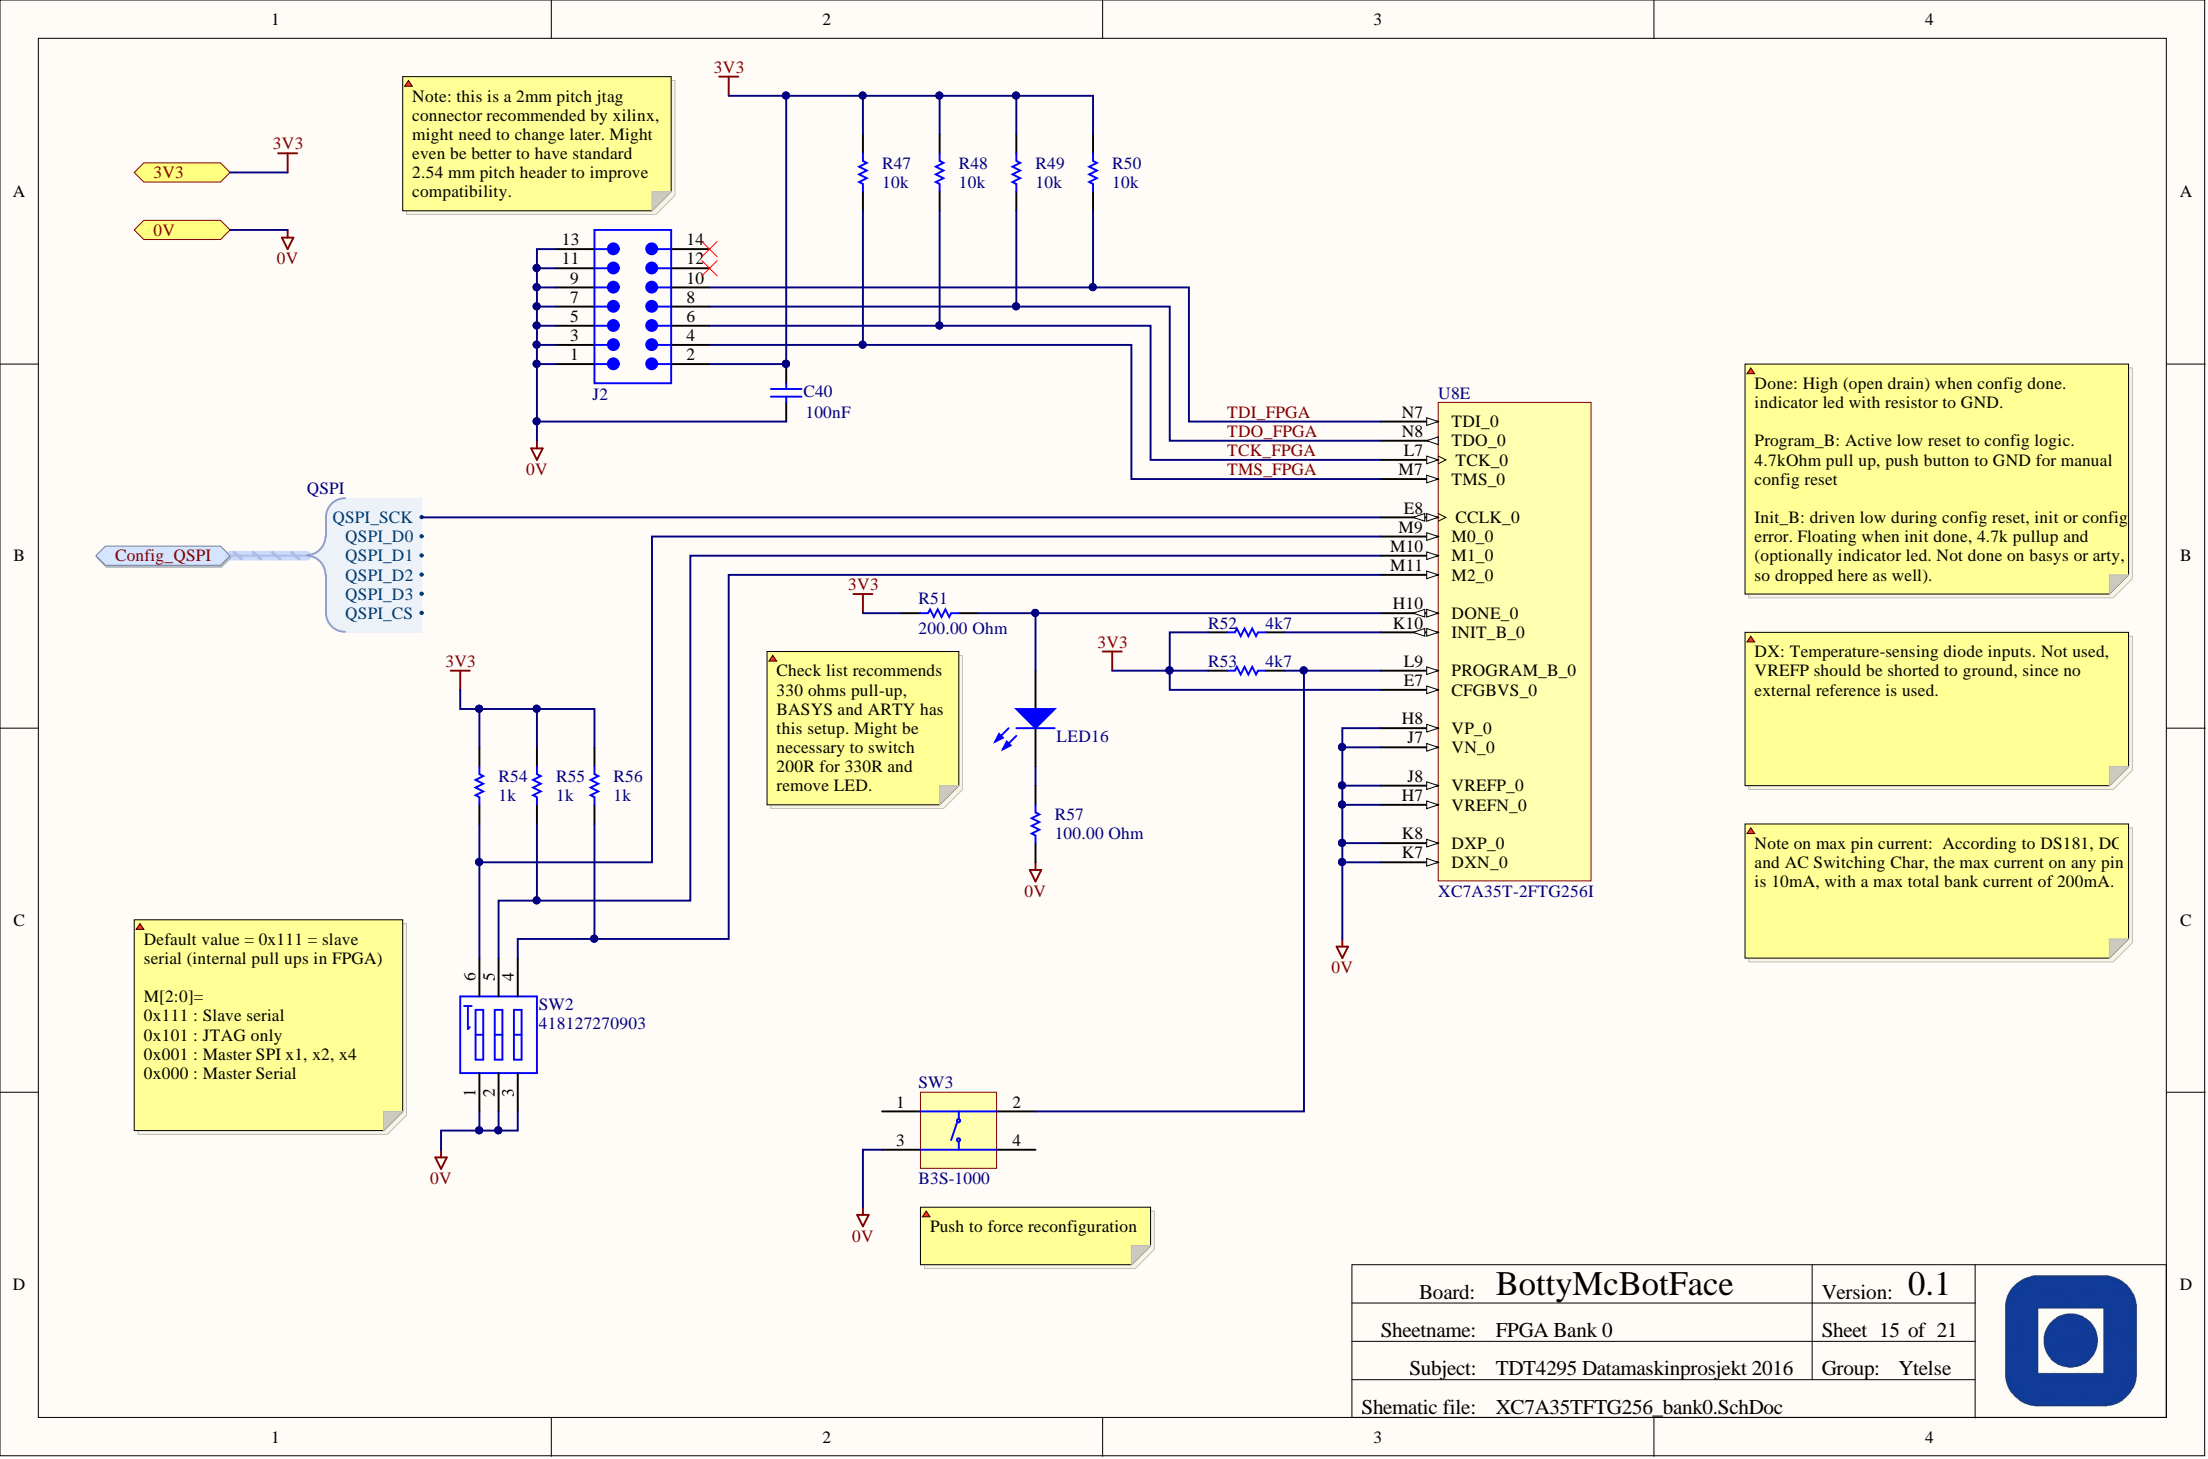 1
2
3
4
A
A
B
B
C
C
D
D
1
2
3
4
3V3
3V3
0V
0V
Note: this is a 2mm pitch jtag
connector recommended by xilinx,
might need to change later. Might
even be better to have standard
2.54 mm pitch header to improve
compatibility.
3V3
R47
10k
R48
10k
R49
10k
R50
10k
13
11
9
7
5
3
1
14
12
10
8
6
4
2
J2
C40
100nF
0V
QSPI
Config_QSPI
QSPI_SCK
QSPI_D0
QSPI_D1
QSPI_D2
QSPI_D3
QSPI_CS
TDI_FPGA
TDO_FPGA
TCK_FPGA
TMS_FPGA
U8E
N7 TDI_0
N8 TDO_0
L7 TCK_0
M7 TMS_0
E8 CCLK_0
M9 M0_0
M10 M1_0
M11 M2_0
H10 DONE_0
K10 INIT_B_0
L9 PROGRAM_B_0
E7 CFGBVS_0
H8 VP_0
J7 VN_0
J8 VREFP_0
H7 VREFN_0
K8 DXP_0
K7 DXN_0
XC7A35T-2FTG256I
0V
3V3
R51
200.00 Ohm
3V3
R52 4k7
R53 4k7
LED16
R57
100.00 Ohm
0V
Check list recommends
330 ohms pull-up,
BASYS and ARTY has
this setup. Might be
necessary to switch
200R for 330R and
remove LED.
3V3
R54
1k
R55
1k
R56
1k
6
5
4
SW2
418127270903
1
2
3
0V
Default value = 0x111 = slave
serial (internal pull ups in FPGA)
M[2:0]=
0x111 : Slave serial
0x101 : JTAG only
0x001 : Master SPI x1, x2, x4
0x000 : Master Serial
SW3
1
2
3
4
B3S-1000
0V
Push to force reconfiguration
Done: High (open drain) when config done.
indicator led with resistor to GND.
Program_B: Active low reset to config logic.
4.7kOhm pull up, push button to GND for manual
config reset
Init_B: driven low during config reset, init or config
error. Floating when init done, 4.7k pullup and
(optionally indicator led. Not done on basys or arty,
so dropped here as well).
DX: Temperature-sensing diode inputs. Not used,
VREFP should be shorted to ground, since no
external reference is used.
Note on max pin current:  According to DS181, DC
and AC Switching Char, the max current on any pin
is 10mA, with a max total bank current of 200mA.
Board: BottyMcBotFace
Version: 0.1
Sheetname: FPGA Bank 0
Sheet 15 of 21
Subject: TDT4295 Datamaskinprosjekt 2016
Group: Ytelse
Shematic file: XC7A35TFTG256_bank0.SchDoc